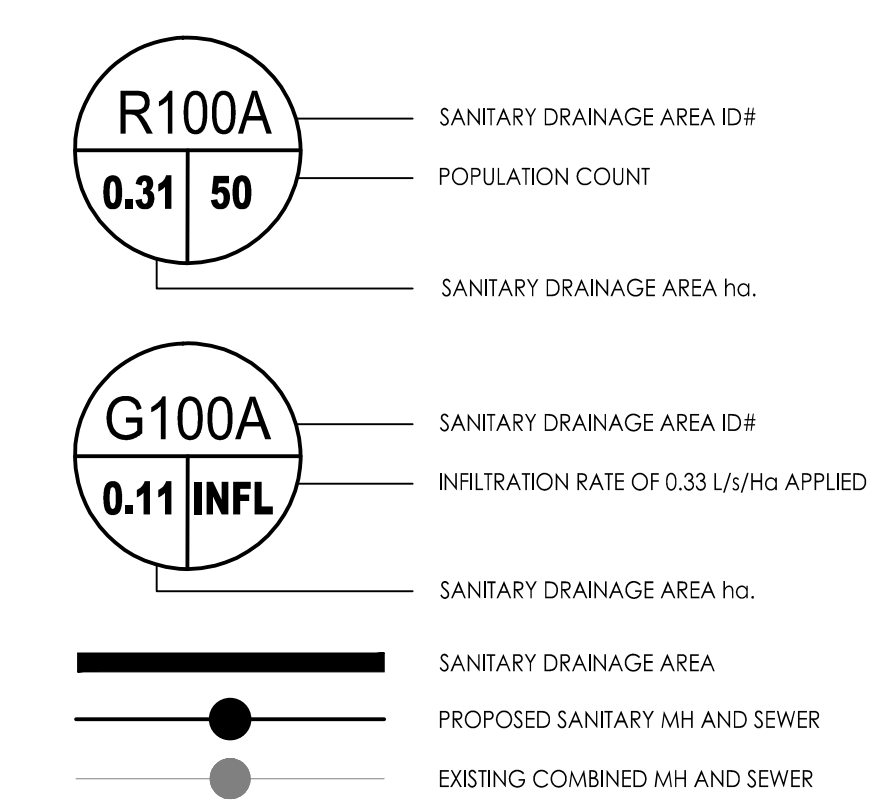 R100A
SANITARY DRAINAGE AREA ID#
0.31 50
POPULATION COUNT
SANITARY DRAINAGE AREA ha.
G100A
SANITARY DRAINAGE AREA ID#
0.11 INFL
INFILTRATION RATE OF 0.33 L/s/Ha APPLIED
SANITARY DRAINAGE AREA ha.
SANITARY DRAINAGE AREA
PROPOSED SANITARY MH AND SEWER
EXISTING COMBINED MH AND SEWER